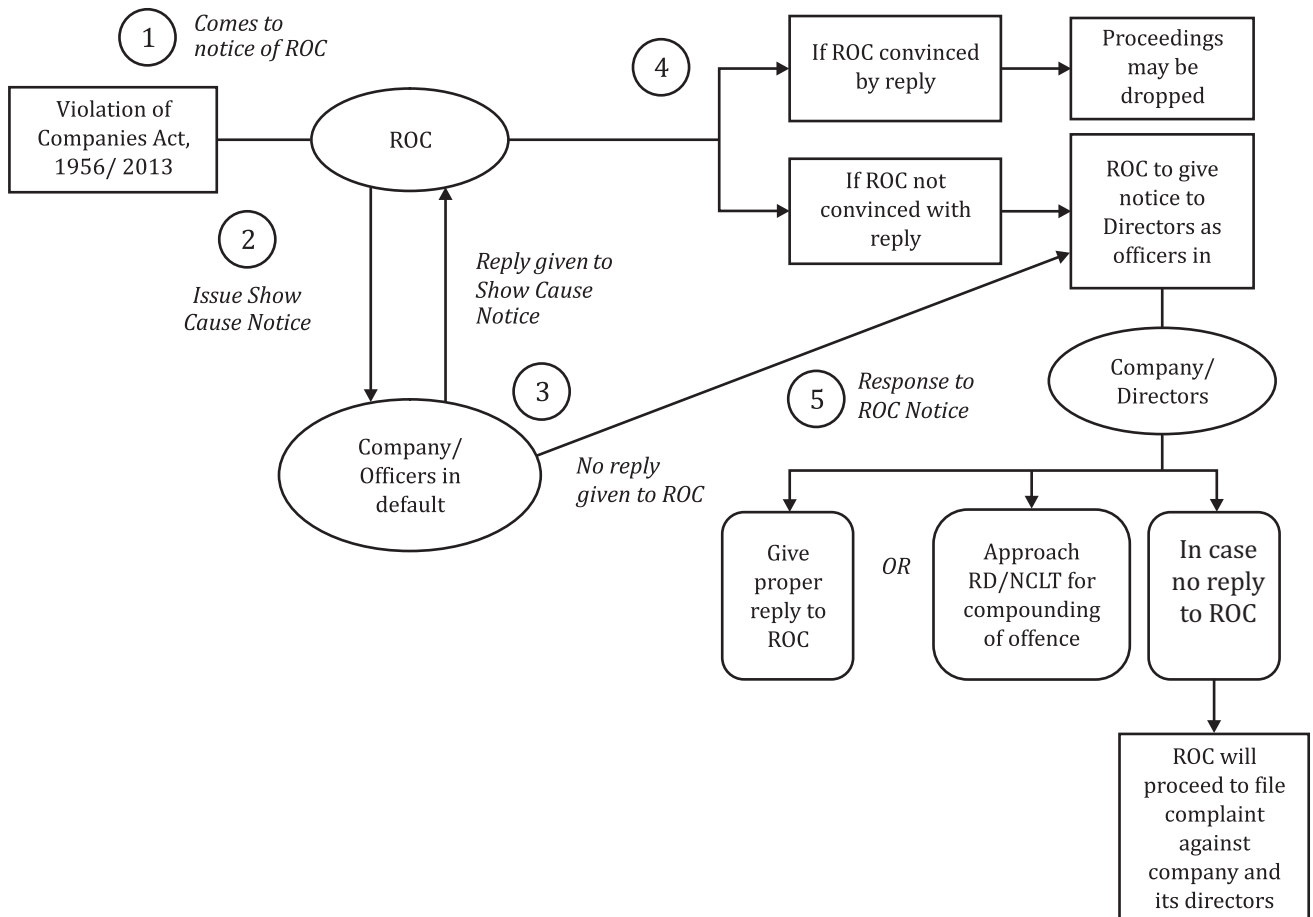 1
Comes to
notice of ROC
Violation of
Companies Act,
1956/ 2013
ROC
4
If ROC convinced
by reply
Proceedings
may be
dropped
If ROC not
convinced with
reply
ROC to give
notice to
Directors as
officers in
2
Issue Show
Cause Notice
Reply given to
Show Cause
Notice
3
Company/
Officers in
default
No reply
given to ROC
5
Response to
ROC Notice
Company/
Directors
Give
proper
reply to
ROC
OR
Approach
RD/NCLT for
compounding
of offence
In case
no reply
to ROC
ROC will
proceed to file
complaint
against
company and
its directors